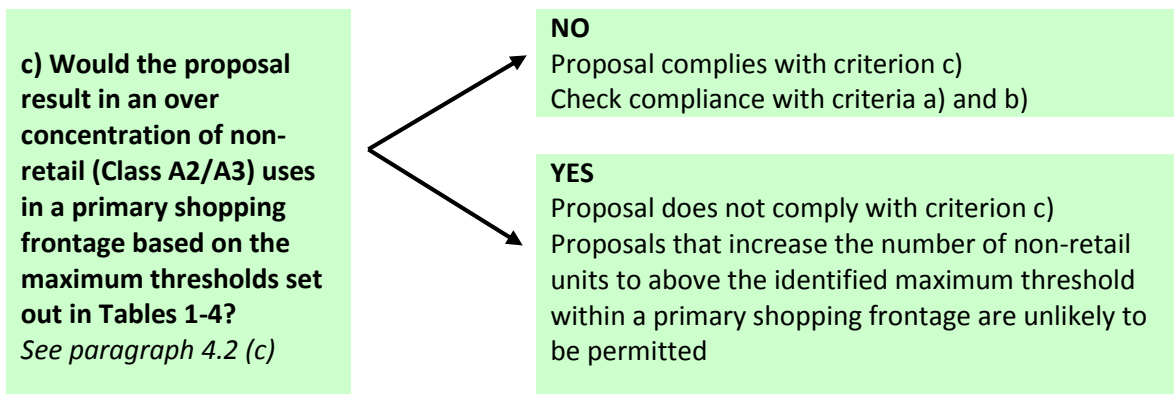 c) Would the proposal
result in an over
concentration of non-
retail (Class A2/A3) uses
in a primary shopping
frontage based on the
maximum thresholds set
out in Tables 1-4?
See paragraph 4.2 (c)
NO
Proposal complies with criterion c)
Check compliance with criteria a) and b)
YES
Proposal does not comply with criterion c)
Proposals that increase the number of non-retail
units to above the identified maximum threshold
within a primary shopping frontage are unlikely to
be permitted